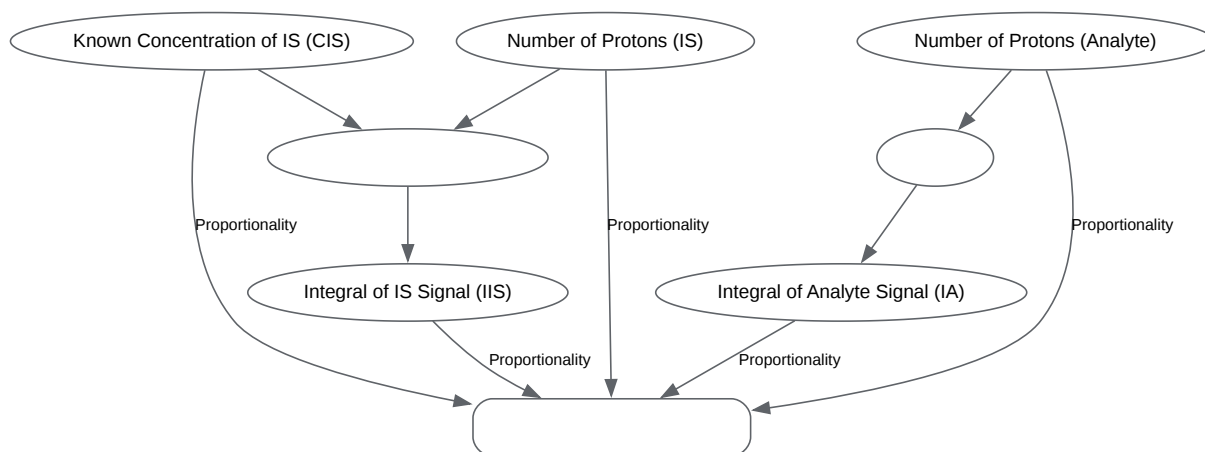 Known Concentration of IS (CIS)
Number of Protons (IS)
Number of Protons (Analyte)
Proportionality
Proportionality
Proportionality
Integral of IS Signal (IIS)
Integral of Analyte Signal (IA)
Proportionality
Proportionality